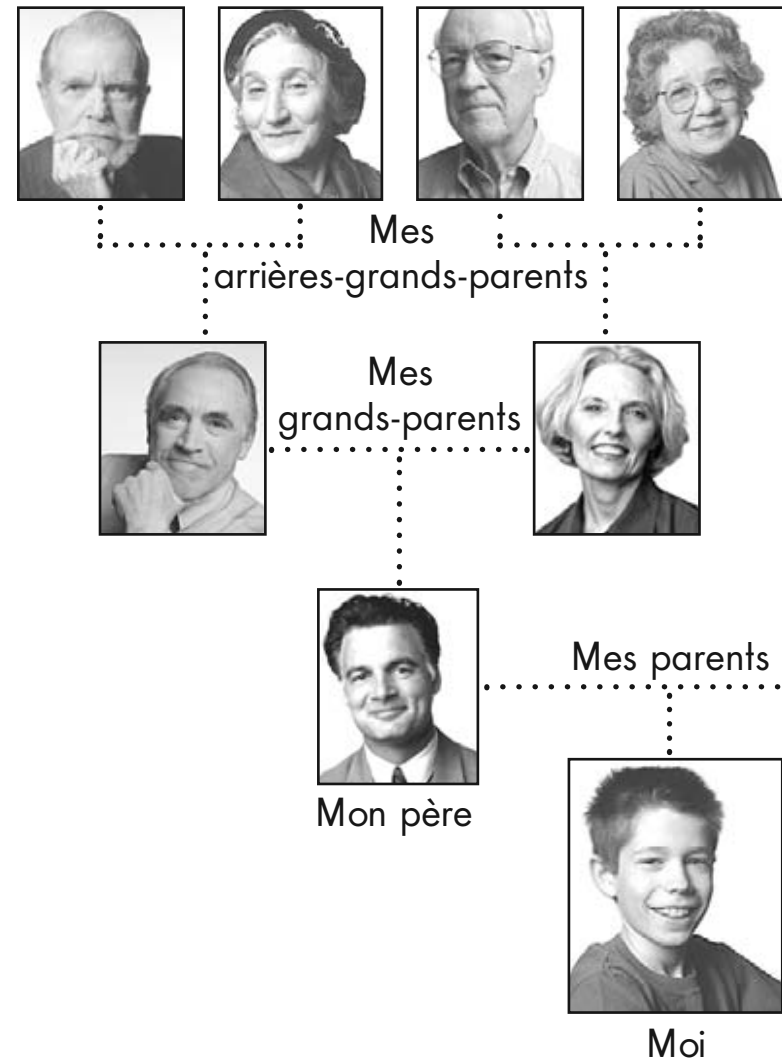 Mes
arrières-grands-parents
Mes
grands-parents
Mes parents
Mon père
Moi